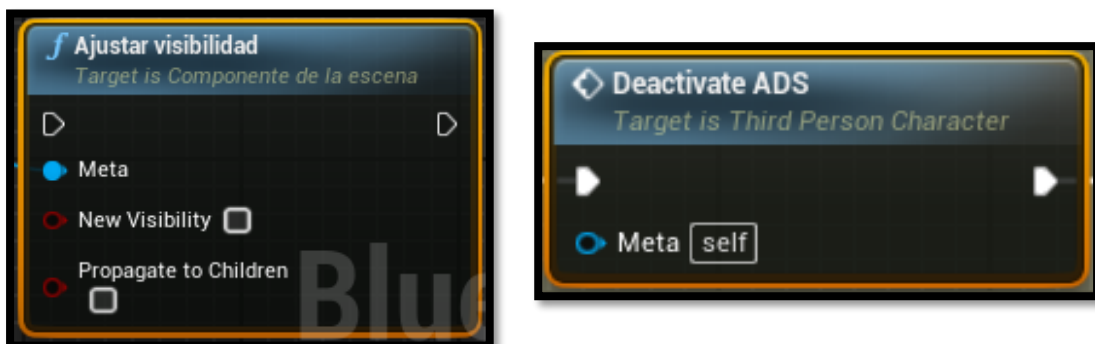 f Ajustar visibilidad
Target is Componente de la escena
Meta
New Visibility
Propagate to Children
Blue
Deactivate ADS
Target is Third Person Character
Meta self